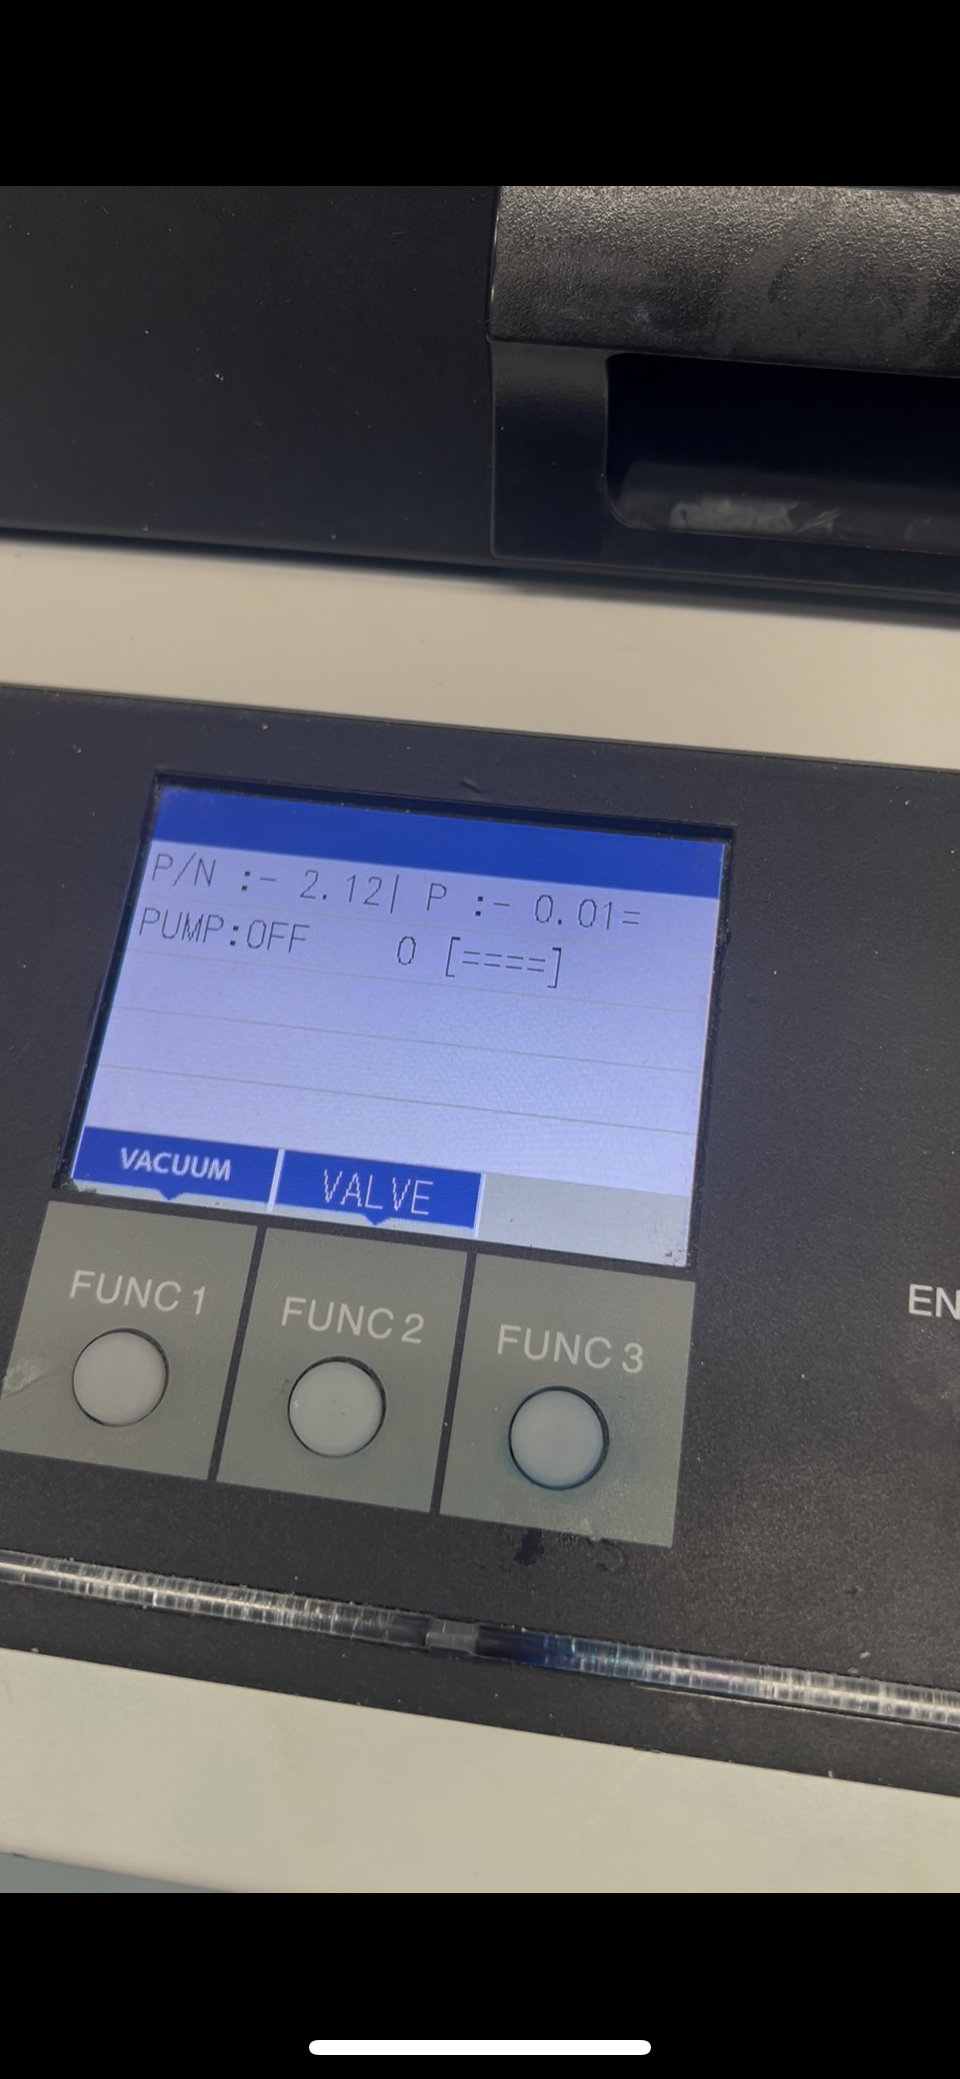 P/N :- 2.12| P :- 0.01=
PUMP:OFF 0 [====]
VACUUM VALVE
FUNC 1 FUNC 2 FUNC 3
EN